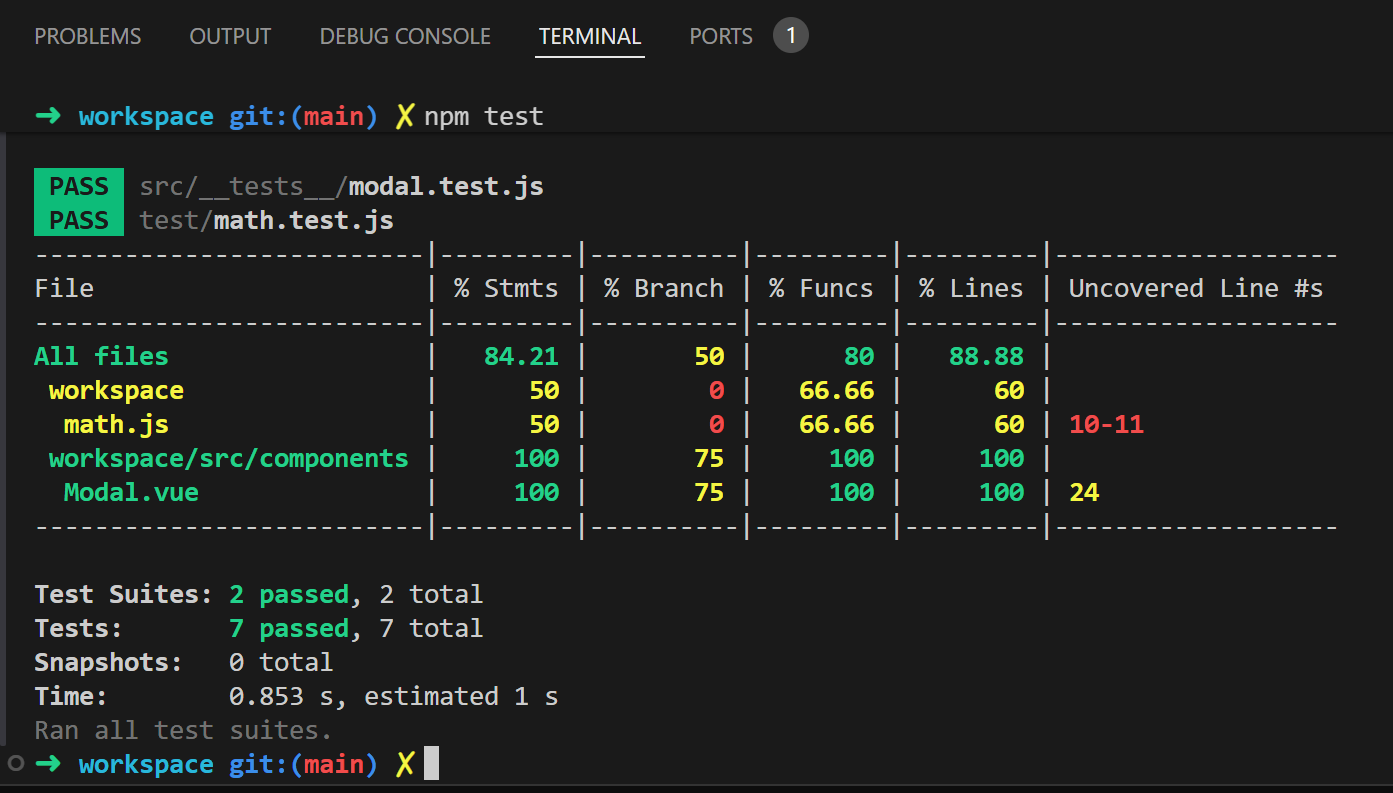 PROBLEMS OUTPUT DEBUG CONSOLE TERMINAL PORTS 1
➜ workspace git:(main) ✗ npm test
PASS src/__tests__/modal.test.js
PASS test/math.test.js
--------------------------|---------|----------|---------|---------|-------------------
File                      | % Stmts | % Branch | % Funcs | % Lines | Uncovered Line #s
--------------------------|---------|----------|---------|---------|-------------------
All files                 |   84.21 |       50 |      80 |   88.88 |
 workspace                |      50 |        0 |   66.66 |      60 |
  math.js                 |      50 |        0 |   66.66 |      60 | 10-11
 workspace/src/components |     100 |       75 |     100 |     100 |
  Modal.vue               |     100 |       75 |     100 |     100 | 24
--------------------------|---------|----------|---------|---------|-------------------
Test Suites: 2 passed, 2 total
Tests:       7 passed, 7 total
Snapshots:   0 total
Time:        0.853 s, estimated 1 s
Ran all test suites.
➜ workspace git:(main) ✗